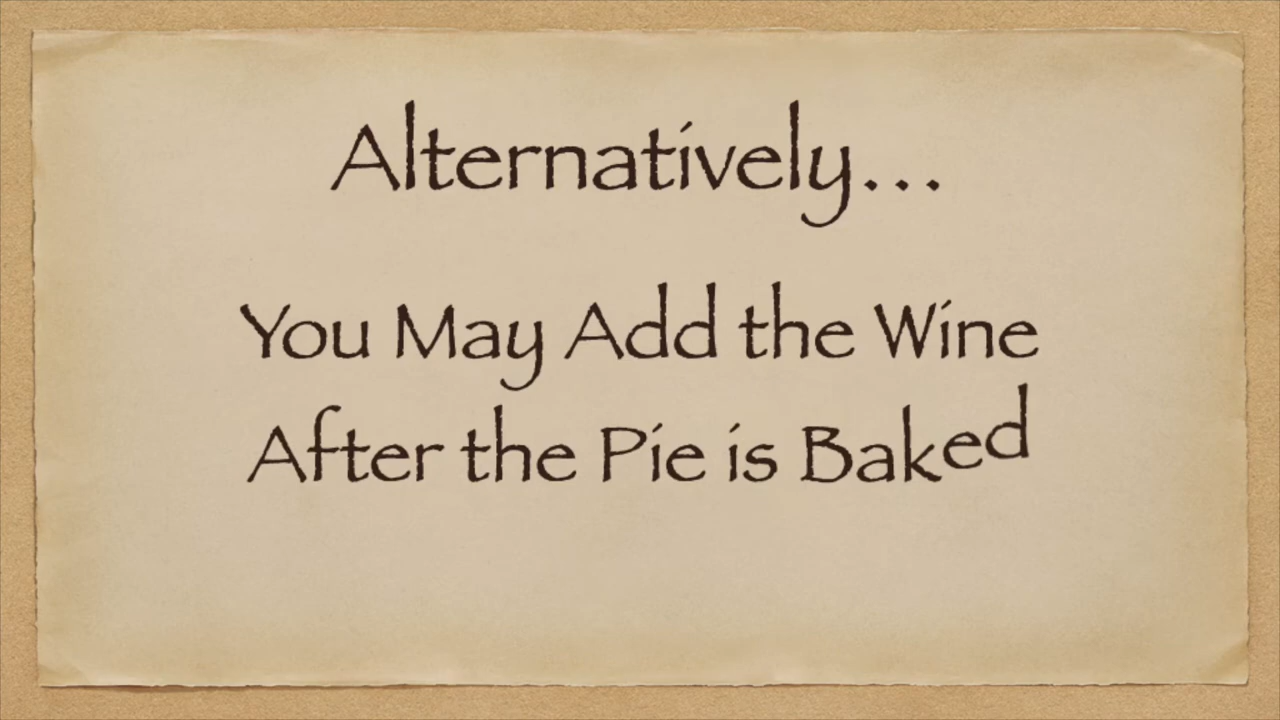 Alternatively…
You May Add the Wine
After the Pie is Baked